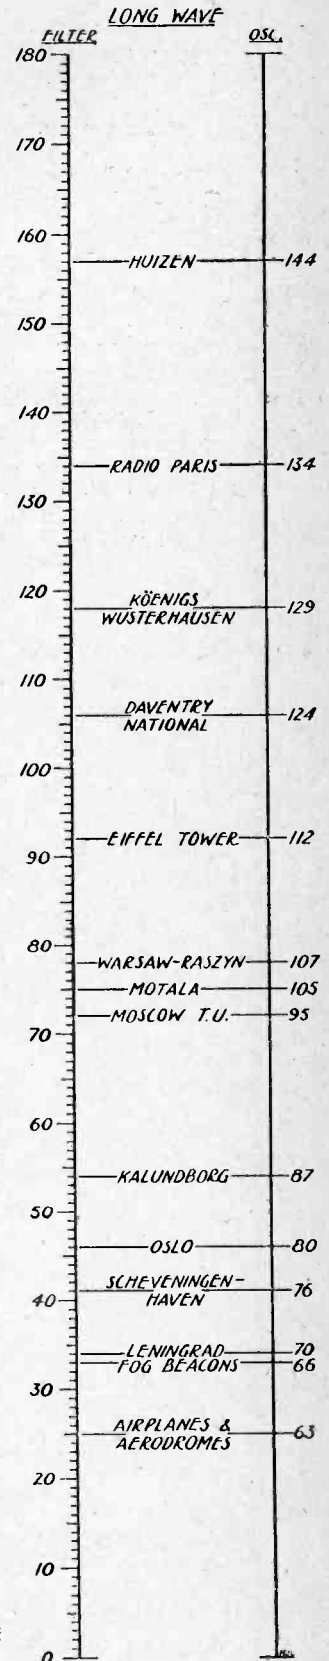 LONG WAVE
FILTER OSC.
180
170
160
HUIZEN 144
150
140
RADIO PARIS 134
130
120
KÖENIGS
WUSTERHAUSEN 129
110
DAVENTRY
NATIONAL 124
100
EIFFEL TOWER 112
90
80
WARSAW-RASZYN 107
MOTALA 105
MOSCOW T.U. 95
70
60
KALUNDBORG 87
50
OSLO 80
SCHEVENINGEN-
HAVEN 76
40
LENINGRAD 70
FOG BEACONS 66
30
AIRPLANES &
AERODROMES 63
20
10
0